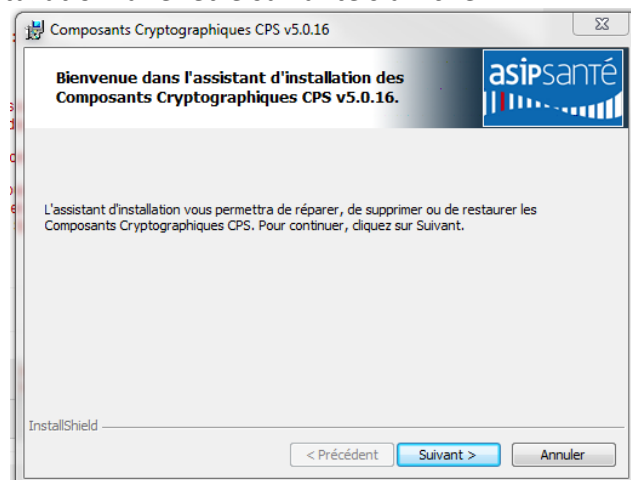 Composants Cryptographiques CPS v5.0.16
Bienvenue dans l'assistant d'installation des
Composants Cryptographiques CPS v5.0.16.
asipsanté
L'assistant d'installation vous permettra de réparer, de supprimer ou de restaurer les
Composants Cryptographiques CPS. Pour continuer, cliquez sur Suivant.
InstallShield
< Précédent Suivant > Annuler